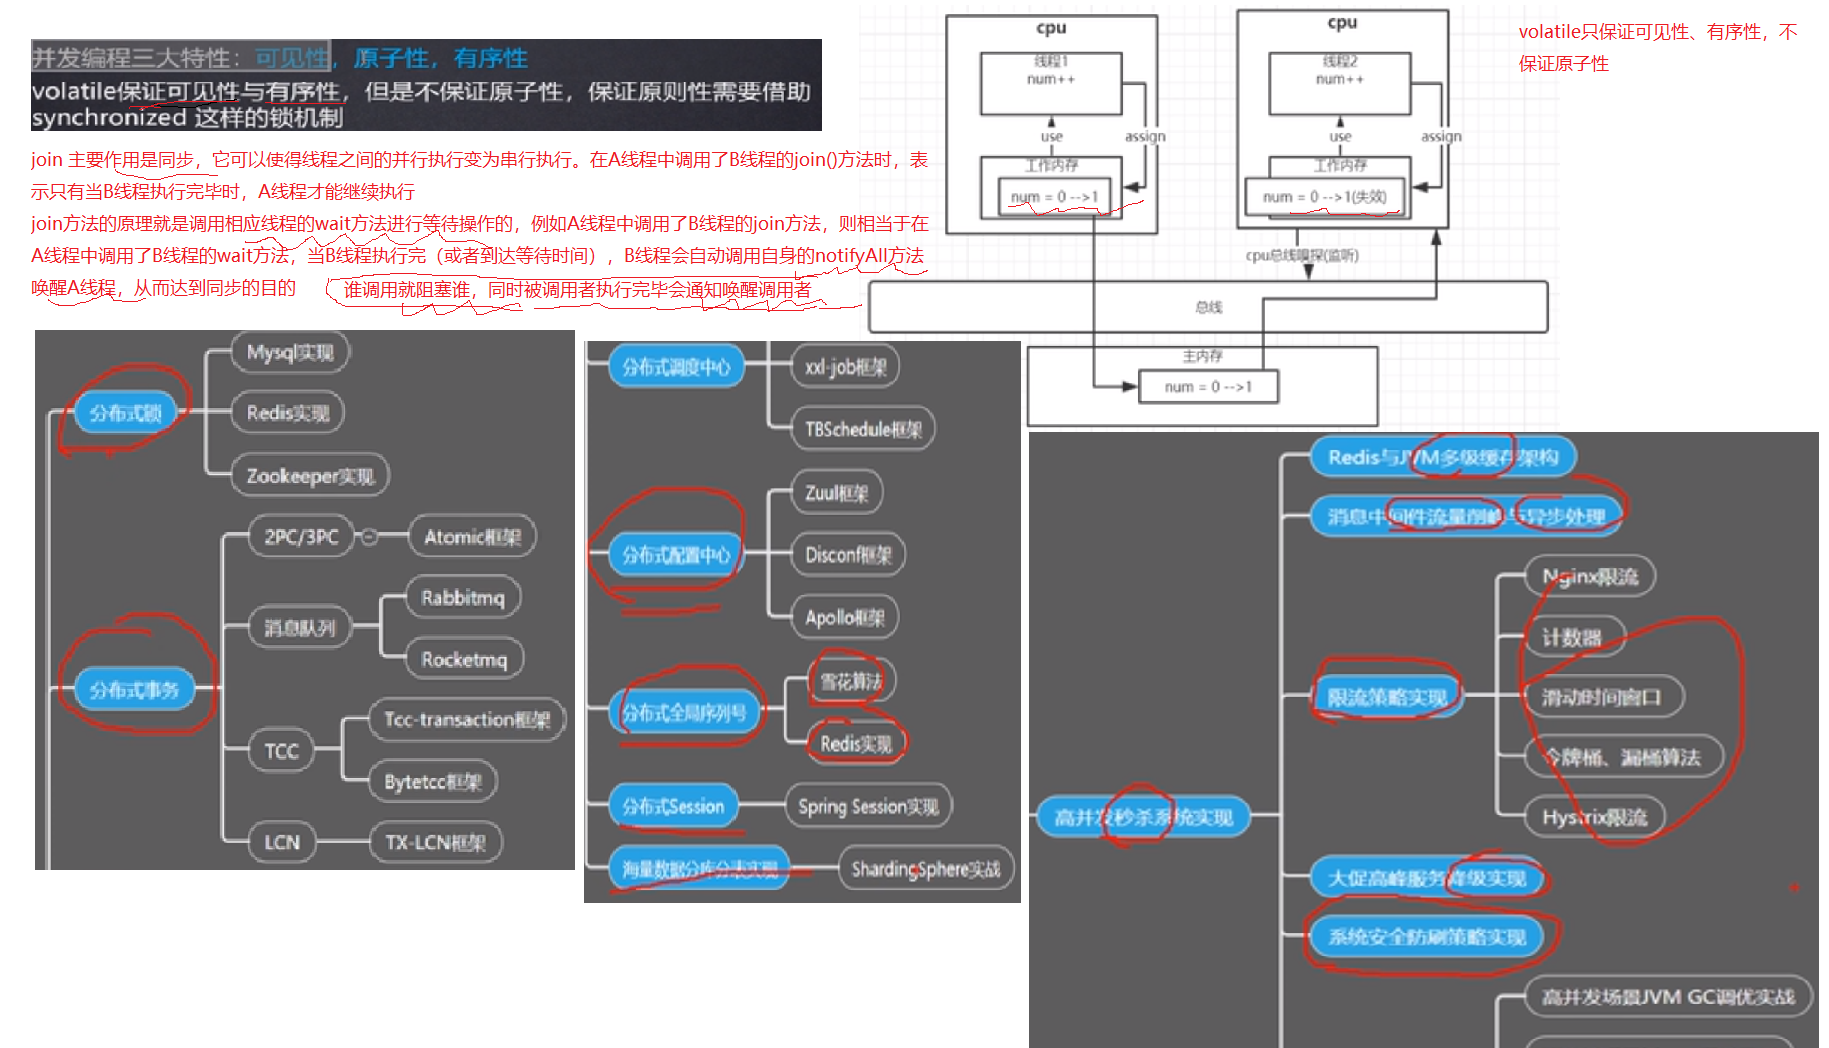 并发编程三大特性：可见性，原子性，有序性
volatile保证可见性与有序性，但是不保证原子性，保证原则性需要借助
synchronized 这样的锁机制
join 主要作用是同步，它可以使得线程之间的并行执行变为串行执行。在A线程中调用了B线程的join()方法时，表
示只有当B线程执行完毕时，A线程才能继续执行
join方法的原理就是调用相应线程的wait方法进行等待操作的，例如A线程中调用了B线程的join方法，则相当于在
A线程中调用了B线程的wait方法，当B线程执行完（或者到达等待时间），B线程会自动调用自身的notifyAll方法
唤醒A线程，从而达到同步的目的
谁调用就阻塞谁，同时被调用者执行完毕会通知唤醒调用者
cpu
线程1
num++
use
assign
工作内存
num = 0 -->1
cpu
线程2
num++
use
assign
工作内存
num = 0 -->1(失效)
cpu总线嗅探(监听)
总线
主内存
num = 0 -->1
volatile只保证可见性、有序性，不
保证原子性
分布式锁
Mysql实现
Redis实现
Zookeeper实现
分布式事务
2PC/3PC
Atomic框架
消息队列
Rabbitmq
Rocketmq
TCC
Tcc-transaction框架
Bytetcc框架
LCN
TX-LCN框架
分布式调度中心
xxl-job框架
TBSchedule框架
分布式配置中心
Zuul框架
Disconf框架
Apollo框架
分布式全局序列号
雪花算法
Redis实现
分布式Session
Spring Session实现
海量数据分库分表实现
ShardingSphere实战
高并发秒杀系统实现
Redis与JVM多级缓存架构
消息中间件流量削峰与异步处理
限流策略实现
Nginx限流
计数器
滑动时间窗口
令牌桶、漏桶算法
Hystrix限流
大促高峰服务降级实现
系统安全防刷策略实现
高并发场景JVM GC调优实战